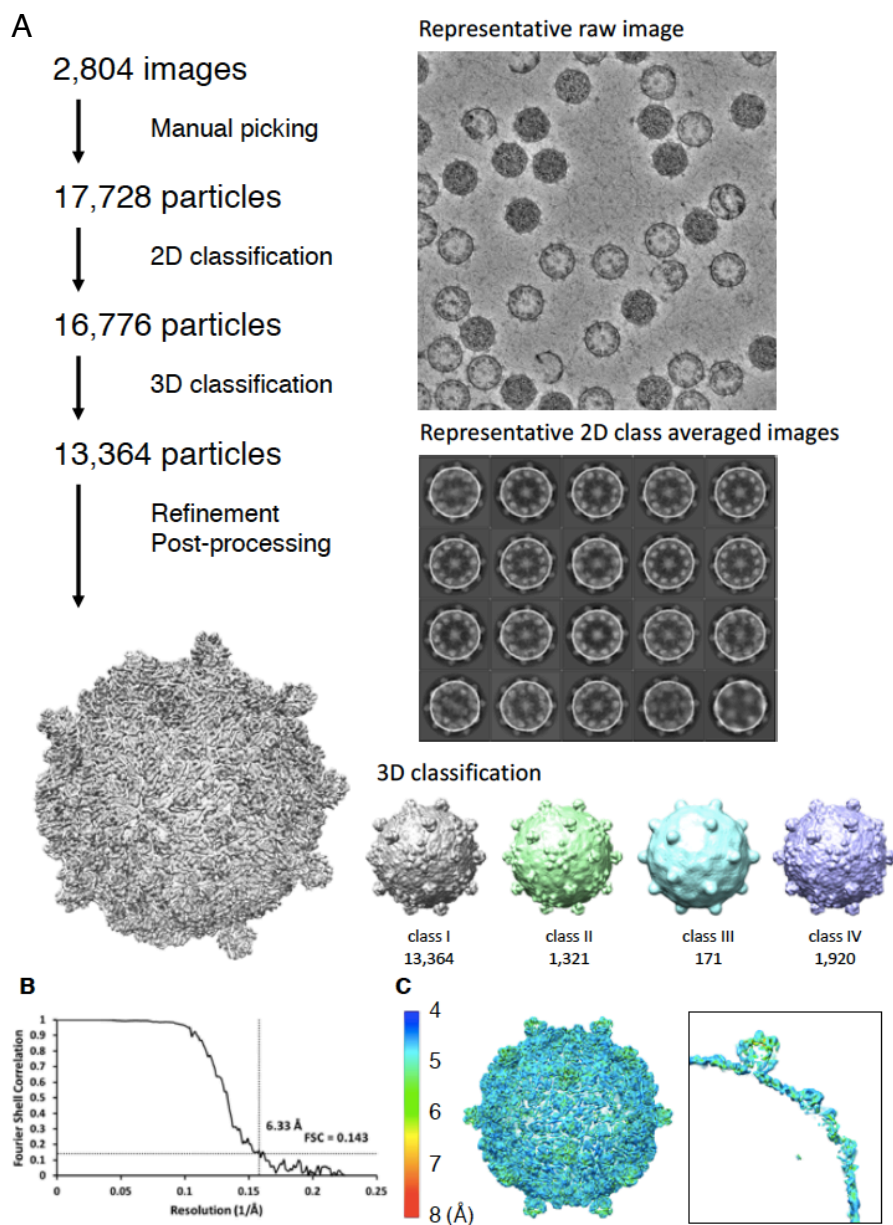 A
2,804 images
Manual picking
17,728 particles
2D classification
16,776 particles
3D classification
13,364 particles
Refinement
Post-processing
Representative raw image
Representative 2D class averaged images
3D classification
class I
13,364
class II
1,321
class III
171
class IV
1,920
B
Fourier Shell Correlation
1
0.9
0.8
0.7
0.6
0.5
0.4
0.3
0.2
0.1
0
6.33 Å
FSC = 0.143
0
0.05
0.1
0.15
0.2
0.25
Resolution (1/Å)
C
4
5
6
7
8 (Å)